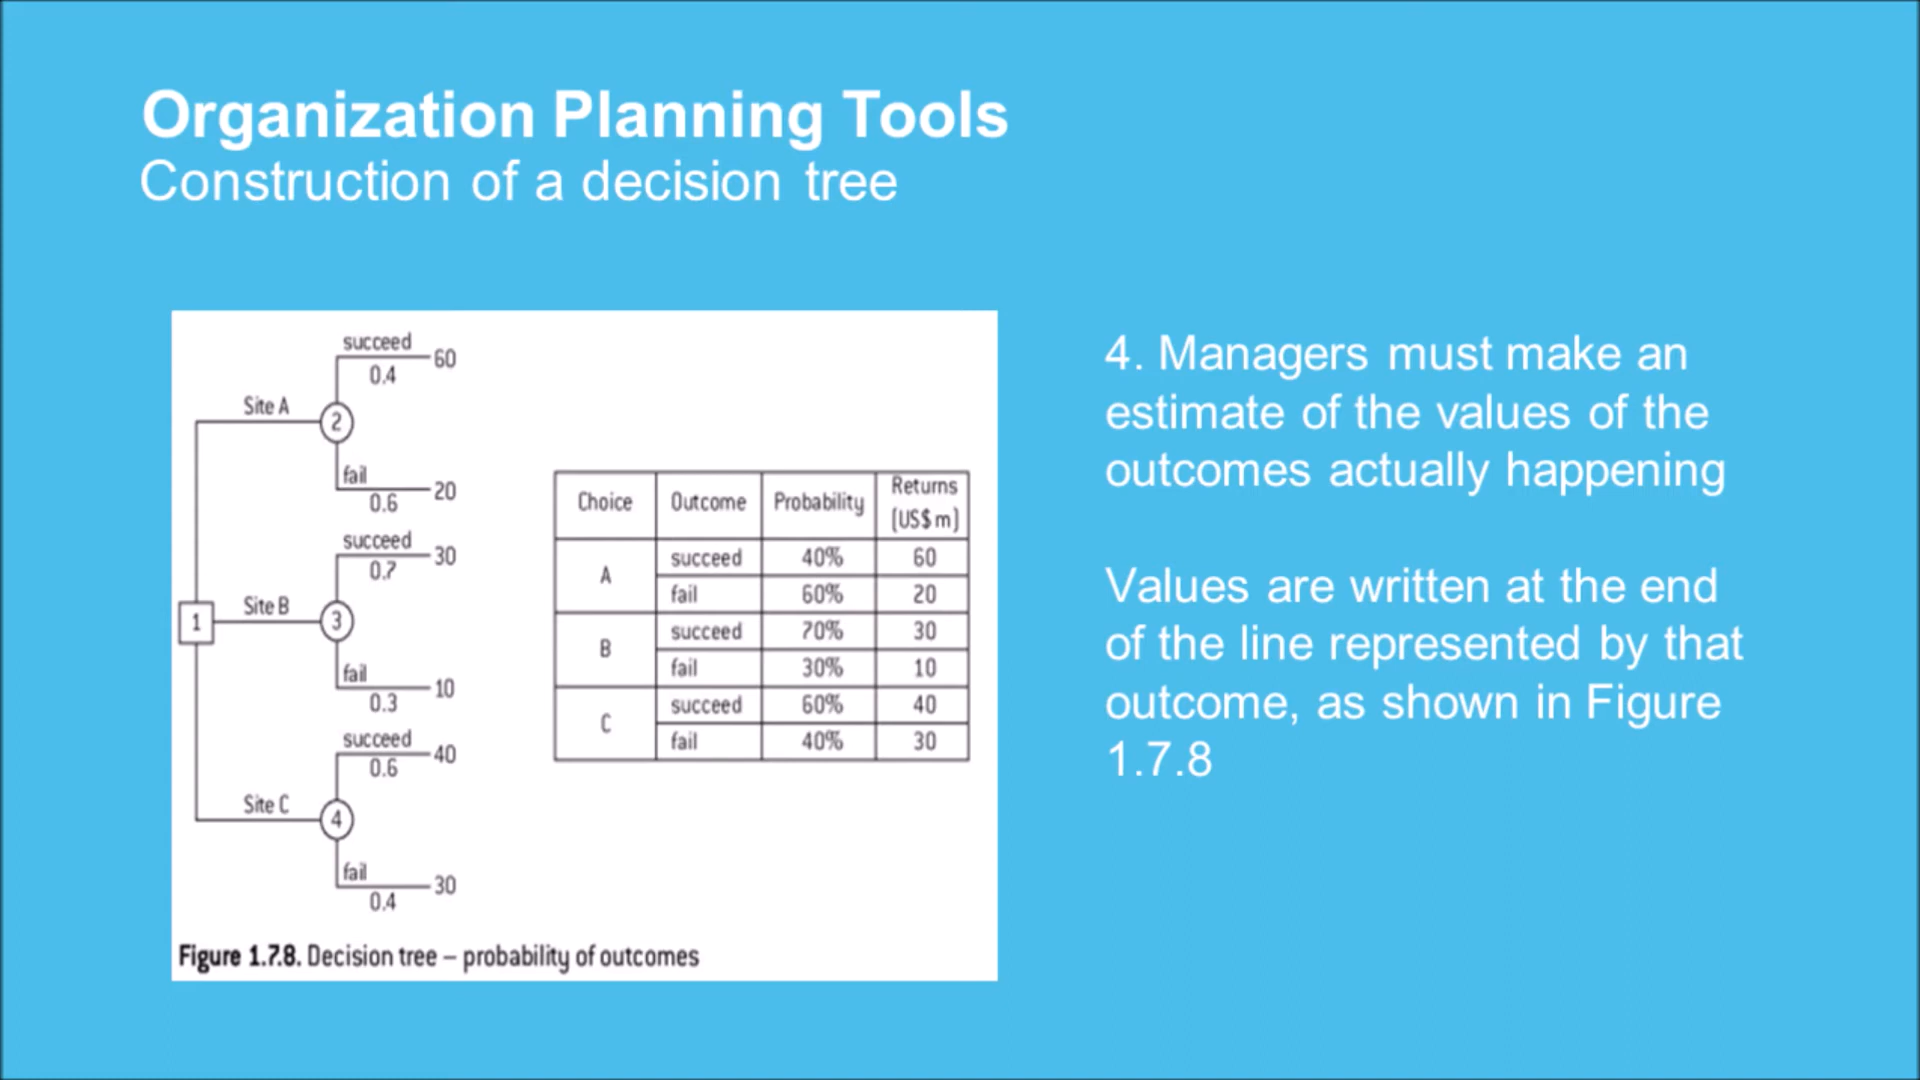 Organization Planning Tools
Construction of a decision tree
succeed
60
0.4
Site A
2
fail
20
0.6
succeed
30
0.7
Site B
1
3
fail
10
0.3
succeed
40
0.6
Site C
4
fail
30
0.4
Choice Outcome Probability Returns (US$ m)
A succeed 40% 60
fail 60% 20
B succeed 70% 30
fail 30% 10
C succeed 60% 40
fail 40% 30
Figure 1.7.8. Decision tree – probability of outcomes
4. Managers must make an
estimate of the values of the
outcomes actually happening
Values are written at the end
of the line represented by that
outcome, as shown in Figure
1.7.8